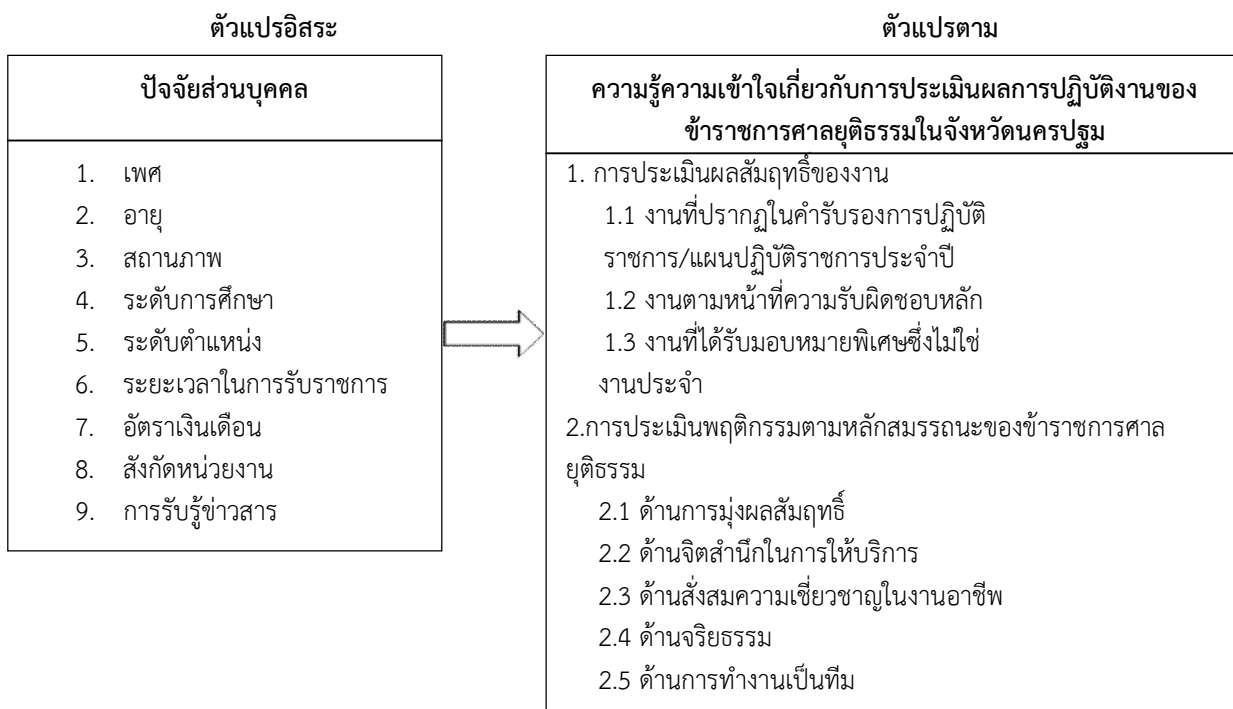 ตัวแปรอิสระ
ปัจจัยส่วนบุคคล
1. เพศ
2. อายุ
3. สถานภาพ
4. ระดับการศึกษา
5. ระดับตำแหน่ง
6. ระยะเวลาในการรับราชการ
7. อัตราเงินเดือน
8. สังกัดหน่วยงาน
9. การรับรู้ข่าวสาร
ตัวแปรตาม
ความรู้ความเข้าใจเกี่ยวกับการประเมินผลการปฏิบัติงานของ
ข้าราชการศาลยุติธรรมในจังหวัดนครปฐม
1. การประเมินผลสัมฤทธิ์ของงาน
1.1 งานที่ปรากฏในคำรับรองการปฏิบัติ
ราชการ/แผนปฏิบัติราชการประจำปี
1.2 งานตามหน้าที่ความรับผิดชอบหลัก
1.3 งานที่ได้รับมอบหมายพิเศษซึ่งไม่ใช่
งานประจำ
2.การประเมินพฤติกรรมตามหลักสมรรถนะของข้าราชการศาล
ยุติธรรม
2.1 ด้านการมุ่งผลสัมฤทธิ์
2.2 ด้านจิตสำนึกในการให้บริการ
2.3 ด้านสั่งสมความเชี่ยวชาญในงานอาชีพ
2.4 ด้านจริยธรรม
2.5 ด้านการทำงานเป็นทีม